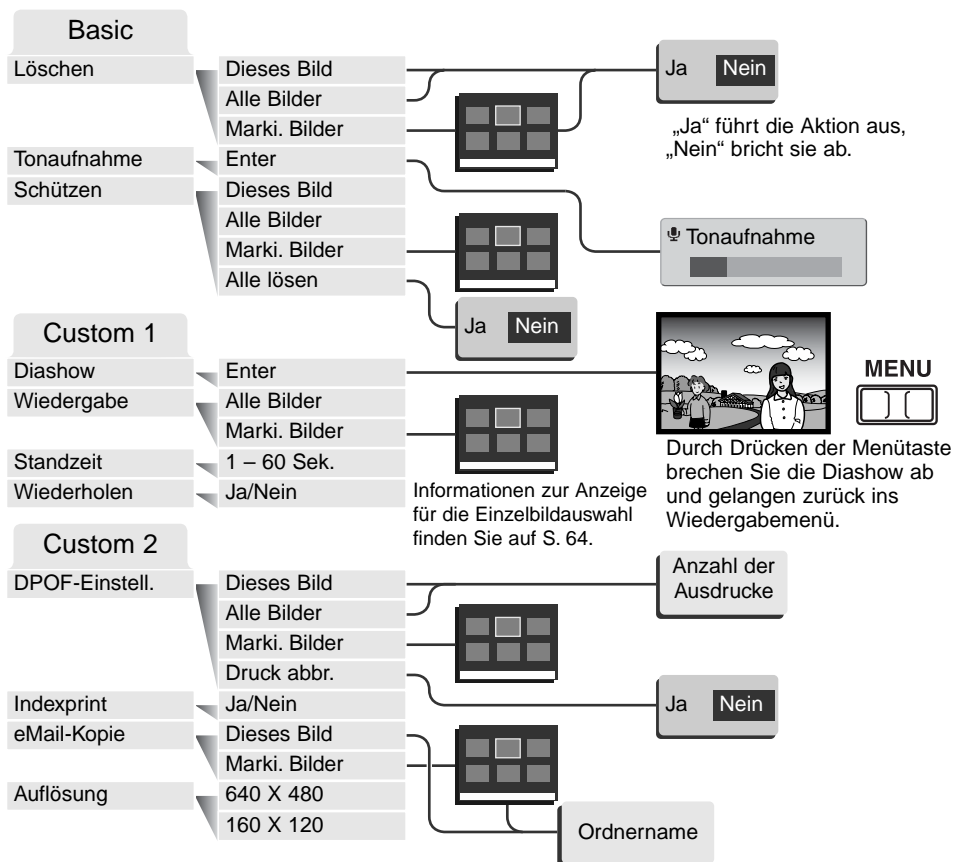 Basic
Löschen
Dieses Bild
Alle Bilder
Marki. Bilder
Ja Nein
„Ja“ führt die Aktion aus,
„Nein“ bricht sie ab.
Tonaufnahme
Enter
Schützen
Dieses Bild
Alle Bilder
Marki. Bilder
Alle lösen
Tonaufnahme
Ja Nein
Custom 1
Diashow
Enter
Wiedergabe
Alle Bilder
Marki. Bilder
Standzeit
1 – 60 Sek.
Wiederholen
Ja/Nein
Informationen zur Anzeige
für die Einzelbildauswahl
finden Sie auf S. 64.
MENU
Durch Drücken der Menütaste
brechen Sie die Diashow ab
und gelangen zurück ins
Wiedergabemenü.
Custom 2
DPOF-Einstell.
Dieses Bild
Alle Bilder
Marki. Bilder
Druck abbr.
Anzahl der
Ausdrucke
Ja Nein
Indexprint
Ja/Nein
eMail-Kopie
Dieses Bild
Marki. Bilder
Auflösung
640 X 480
160 X 120
Ordnername